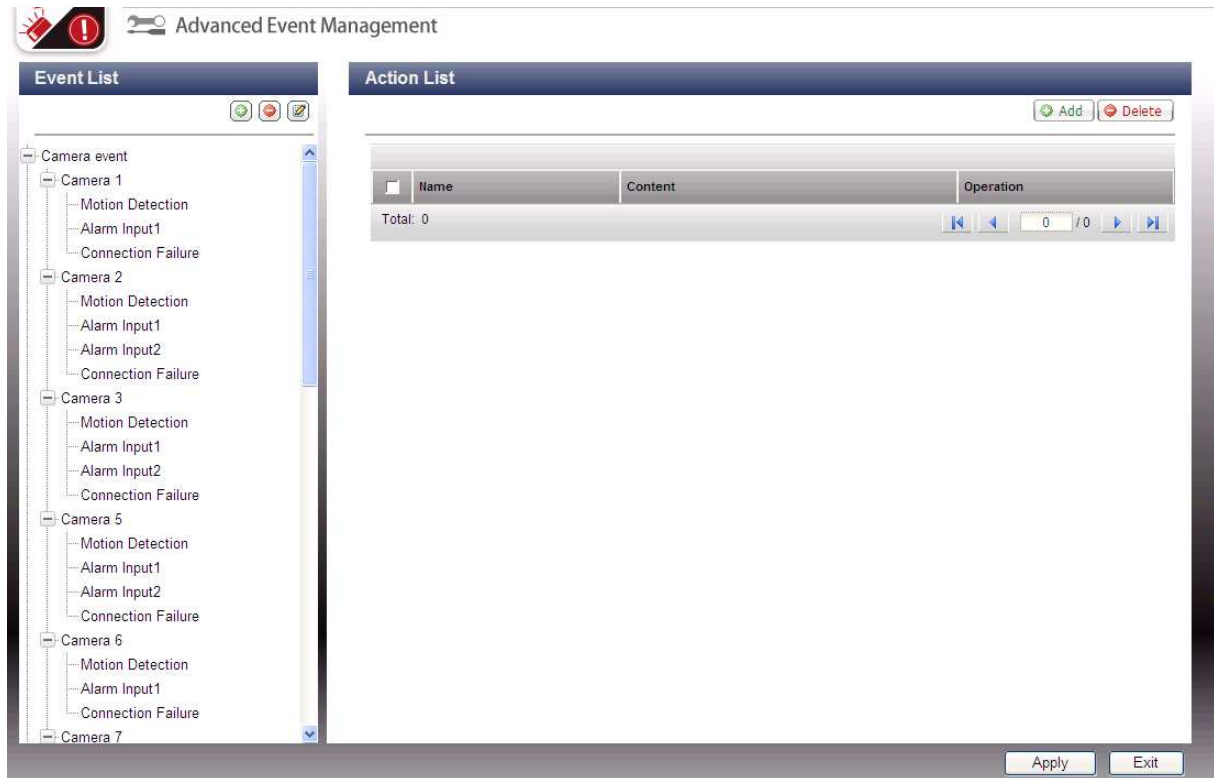 Advanced Event Management
Event List
Action List
Add
Delete
Camera event
Camera 1
Motion Detection
Alarm Input1
Connection Failure
Camera 2
Motion Detection
Alarm Input1
Alarm Input2
Connection Failure
Camera 3
Motion Detection
Alarm Input1
Alarm Input2
Connection Failure
Camera 5
Motion Detection
Alarm Input1
Alarm Input2
Connection Failure
Camera 6
Motion Detection
Alarm Input1
Connection Failure
Camera 7
Name Content Operation
Total: 0 0 / 0
Apply Exit